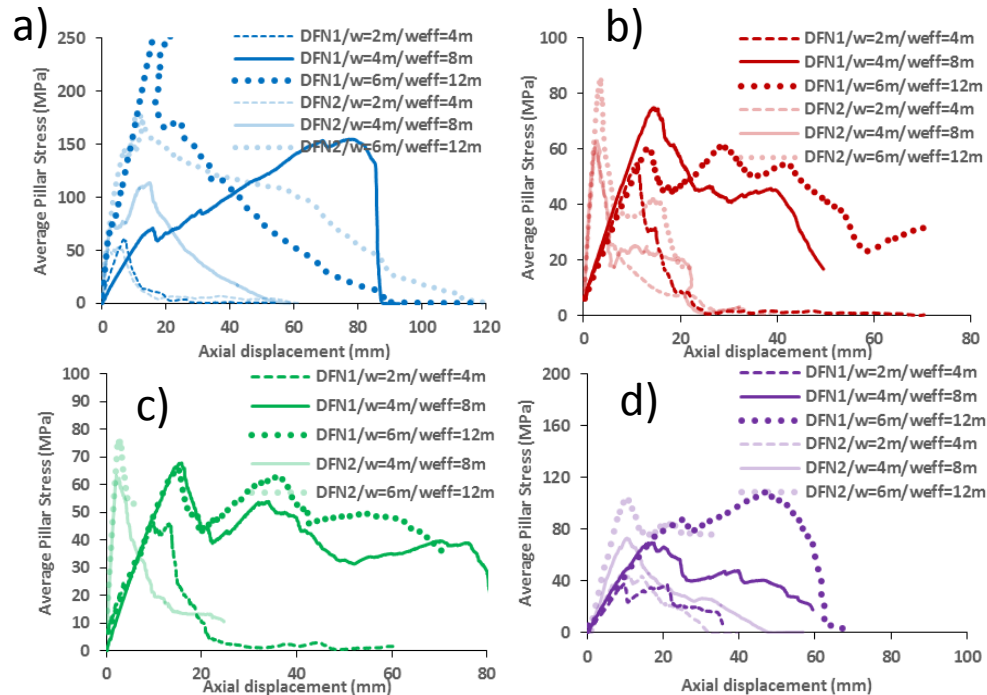 a)
Average Pillar Stress (MPa)
250
200
150
100
50
0
0 20 40 60 80 100 120
Axial displacement (mm)
DFN1/w=2m/weff=4m
DFN1/w=4m/weff=8m
DFN1/w=6m/weff=12m
DFN2/w=2m/weff=4m
DFN2/w=4m/weff=8m
DFN2/w=6m/weff=12m
b)
Average Pillar Stress (MPa)
100
80
60
40
20
0
0 20 40 60 80
Axial displacement (mm)
DFN1/w=2m/weff=4m
DFN1/w=4m/weff=8m
DFN1/w=6m/weff=12m
DFN2/w=2m/weff=4m
DFN2/w=4m/weff=8m
DFN2/w=6m/weff=12m
c)
Average Pillar Stress (MPa)
100
90
80
70
60
50
40
30
20
10
0
0 20 40 60 80
Axial displacement (mm)
DFN1/w=2m/weff=4m
DFN1/w=4m/weff=8m
DFN1/w=6m/weff=12m
DFN2/w=4m/weff=8m
DFN2/w=6m/weff=12m
d)
Average Pillar Stress (MPa)
200
160
120
80
40
0
0 20 40 60 80 100
Axial displacement (mm)
DFN1/w=2m/weff=4m
DFN1/w=4m/weff=8m
DFN1/w=6m/weff=12m
DFN2/w=2m/weff=4m
DFN2/w=4m/weff=8m
DFN2/w=6m/weff=12m